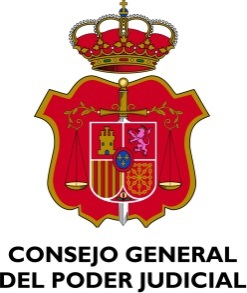 CONSEJO GENERAL
DEL PODER JUDICIAL